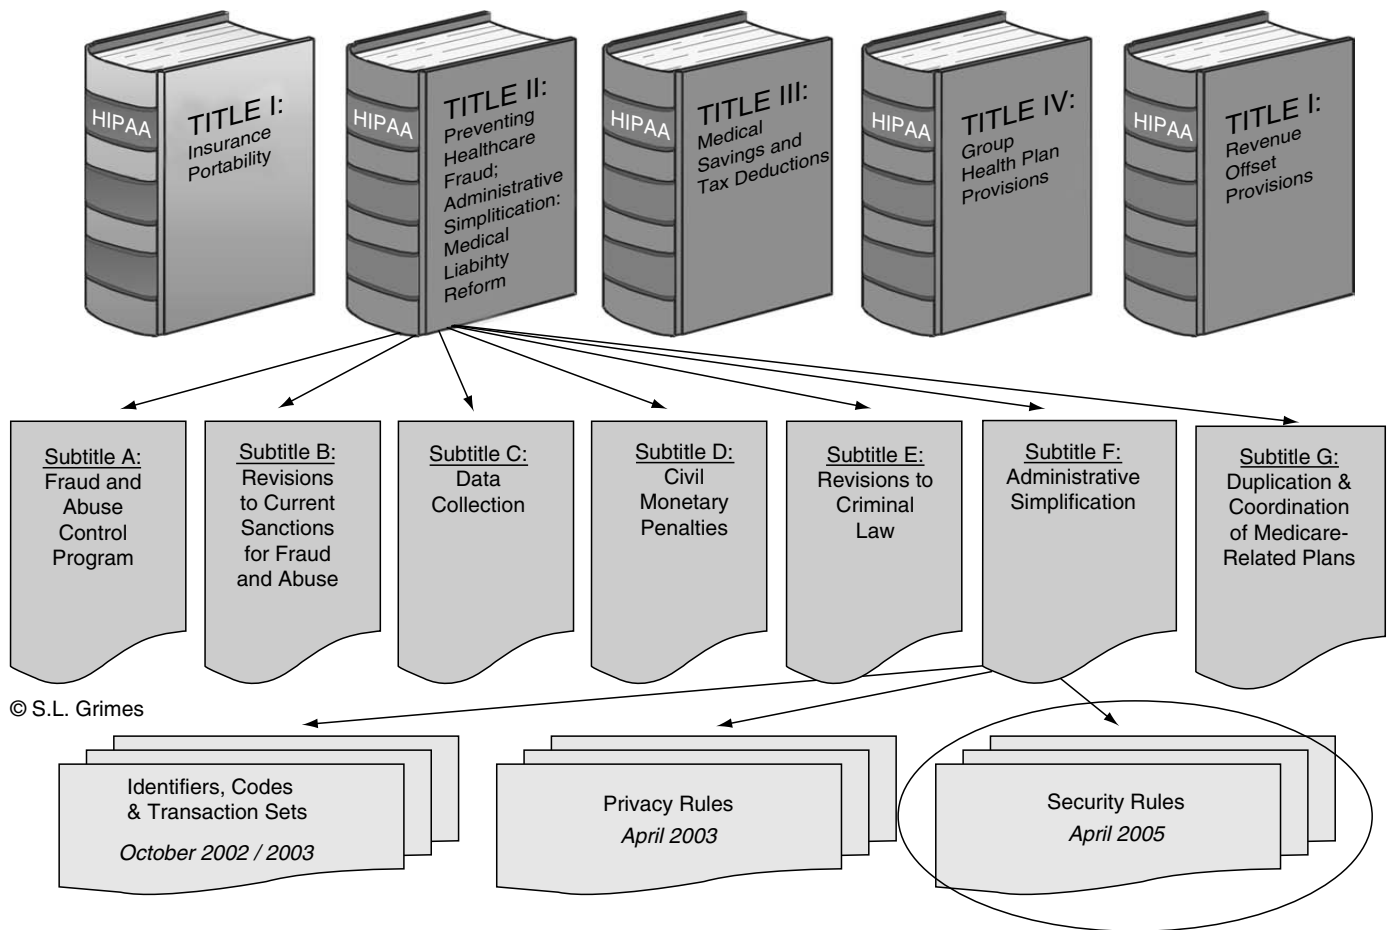 HIPAA
TITLE I:
Insurance
Portability
HIPAA
TITLE II:
Preventing
Healthcare
Fraud;
Administrative
Simplitication:
Medical
Liabihty
Reform
HIPAA
TITLE III:
Medical
Savings and
Tax Deductions
HIPAA
TITLE IV:
Group
Health Plan
Provisions
HIPAA
TITLE I:
Revenue
Offset
Provisions
Subtitle A:
Fraud and
Abuse
Control
Program
Subtitle B:
Revisions
to Current
Sanctions
for Fraud
and Abuse
Subtitle C:
Data
Collection
Subtitle D:
Civil
Monetary
Penalties
Subtitle E:
Revisions to
Criminal
Law
Subtitle F:
Administrative
Simplification
Subtitle G:
Duplication &
Coordination
of Medicare-
Related Plans
© S.L. Grimes
Identifiers, Codes
& Transaction Sets
October 2002 / 2003
Privacy Rules
April 2003
Security Rules
April 2005